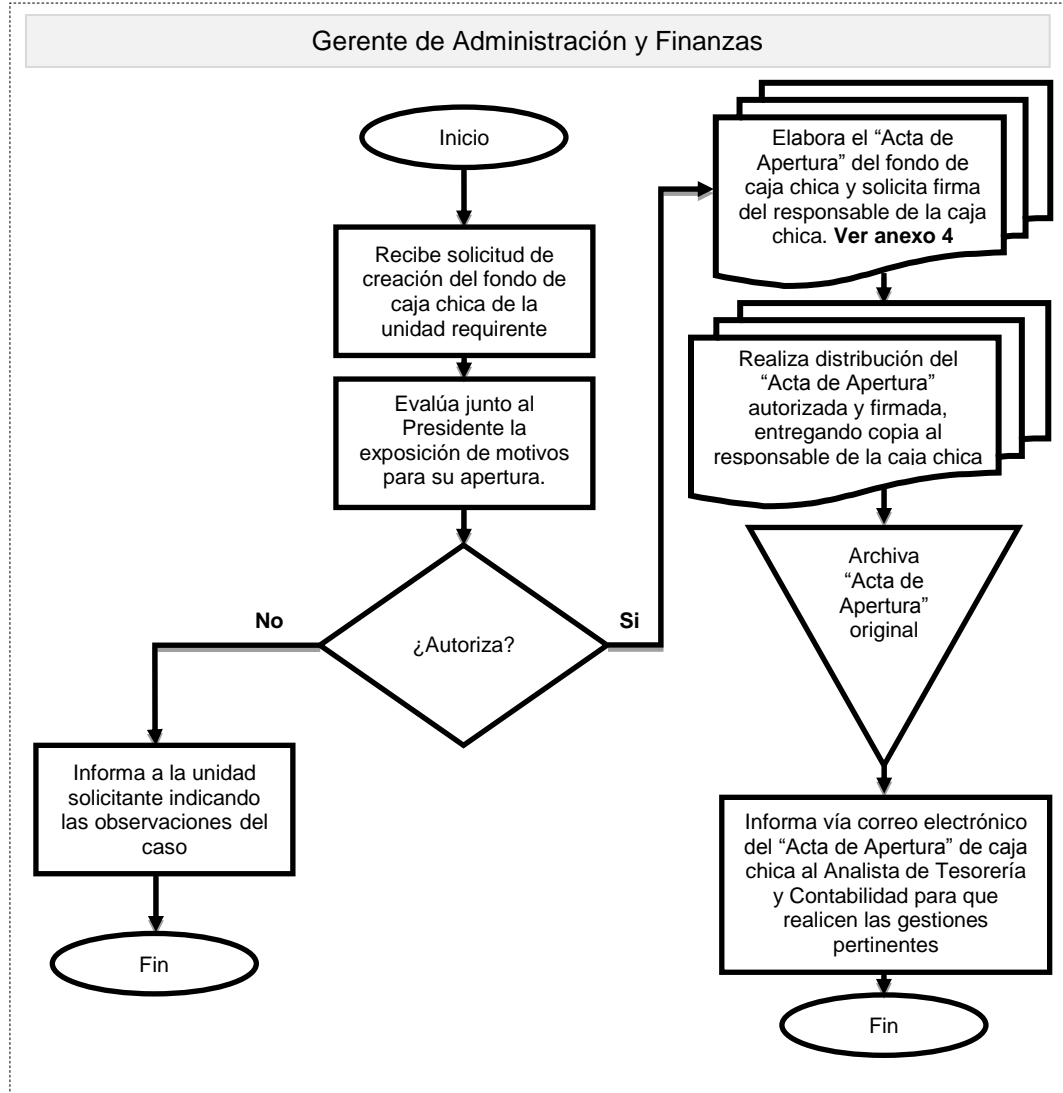 Gerente de Administración y Finanzas
Inicio
Recibe solicitud de
creación del fondo de
caja chica de la
unidad requirente
Evalúa junto al
Presidente la
exposición de motivos
para su apertura.
¿Autoriza?
No
Si
Informa a la unidad
solicitante indicando
las observaciones del
caso
Fin
Elabora el “Acta de
Apertura” del fondo de
caja chica y solicita firma
del responsable de la caja
chica. Ver anexo 4
Realiza distribución del
“Acta de Apertura”
autorizada y firmada,
entregando copia al
responsable de la caja chica
Archiva
“Acta de
Apertura”
original
Informa vía correo electrónico
del “Acta de Apertura” de caja
chica al Analista de Tesorería
y Contabilidad para que
realicen las gestiones
pertinentes
Fin